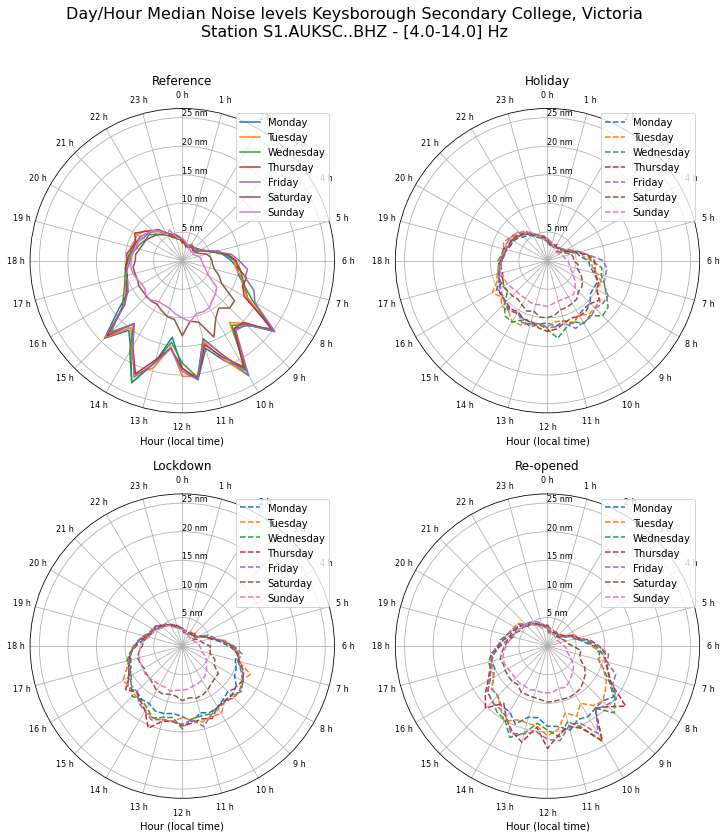 Day/Hour Median Noise levels Keysborough Secondary College, Victoria
Station S1.AUKSC..BHZ - [4.0-14.0] Hz
Reference
0 h
1 h
5 h
6 h
7 h
8 h
9 h
10 h
11 h
12 h
13 h
14 h
15 h
16 h
17 h
18 h
19 h
20 h
21 h
22 h
23 h
25 nm
20 nm
15 nm
10 nm
5 nm
Monday
Tuesday
Wednesday
Thursday
Friday
Saturday
Sunday
Hour (local time)
Holiday
0 h
1 h
5 h
6 h
7 h
8 h
9 h
10 h
11 h
12 h
13 h
14 h
15 h
16 h
17 h
18 h
19 h
20 h
21 h
22 h
23 h
25 nm
20 nm
15 nm
10 nm
5 nm
Monday
Tuesday
Wednesday
Thursday
Friday
Saturday
Sunday
Hour (local time)
Lockdown
0 h
1 h
5 h
6 h
7 h
8 h
9 h
10 h
11 h
12 h
13 h
14 h
15 h
16 h
17 h
18 h
19 h
20 h
21 h
22 h
23 h
25 nm
20 nm
15 nm
10 nm
5 nm
Monday
Tuesday
Wednesday
Thursday
Friday
Saturday
Sunday
Hour (local time)
Re-opened
0 h
1 h
5 h
6 h
7 h
8 h
9 h
10 h
11 h
12 h
13 h
14 h
15 h
16 h
17 h
18 h
19 h
20 h
21 h
22 h
23 h
25 nm
20 nm
15 nm
10 nm
5 nm
Monday
Tuesday
Wednesday
Thursday
Friday
Saturday
Sunday
Hour (local time)